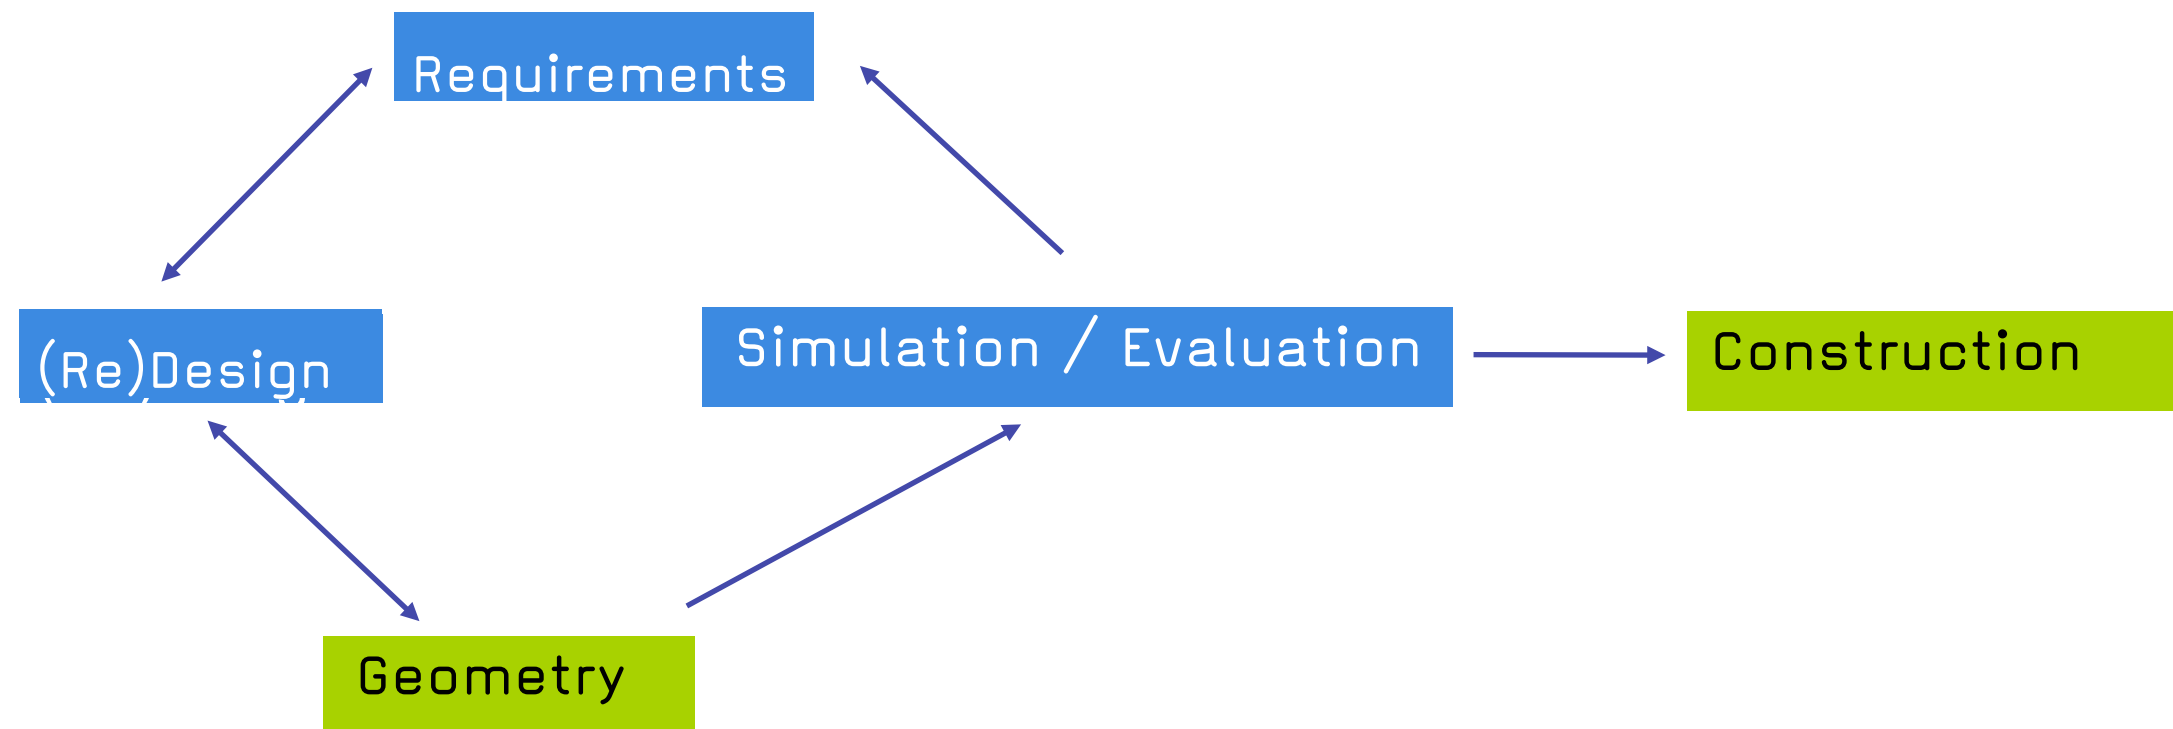 Requirements
(Re)Design
Simulation / Evaluation
Construction
Geometry